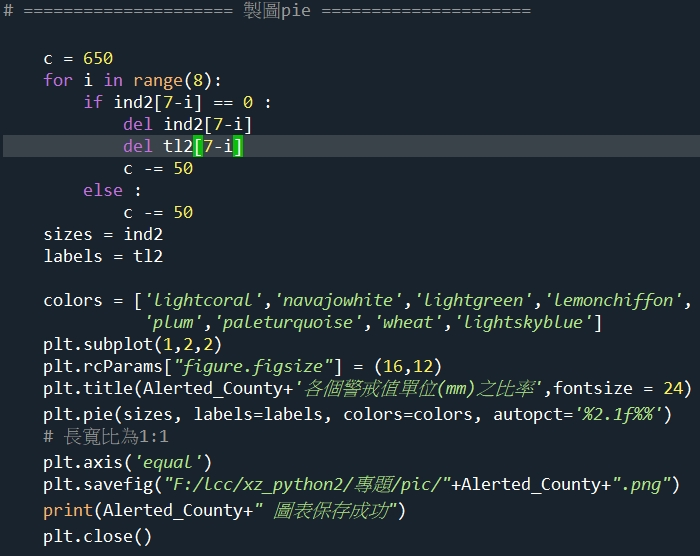 # ===================== 製圖pie =====================
c = 650
for i in range(8):
if ind2[7-i] == 0 :
del ind2[7-i]
del tl2[7-i]
c -= 50
else :
c -= 50
sizes = ind2
labels = tl2
colors = ['lightcoral','navajowhite','lightgreen','lemonchiffon',
'plum','paleturquoise','wheat','lightskyblue']
plt.subplot(1,2,2)
plt.rcParams["figure.figsize"] = (16,12)
plt.title(Alerted_County+'各個警戒值單位(mm)之比率',fontsize = 24)
plt.pie(sizes, labels=labels, colors=colors, autopct='%2.1f%%')
# 長寬比為1:1
plt.axis('equal')
plt.savefig("F:/lcc/xz_python2/專題/pic/"+Alerted_County+".png")
print(Alerted_County+" 圖表保存成功")
plt.close()